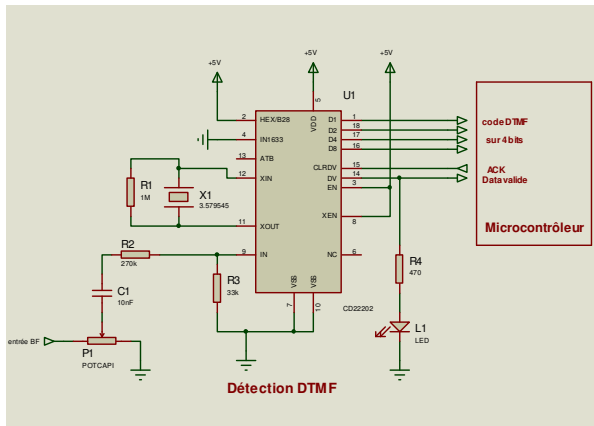 +5V
+5V
+5V
U1
2
HEX/B28
4
IN1633
13
ATB
12
XIN
11
XOUT
9
IN
5
VDD
D1
1
D2
18
D4
17
D8
16
CLRDV
15
DV
14
EN
3
XEN
8
NC
6
VSS
7
VSS
10
CD22202
code DTMF
sur 4 bits
ACK
Data valide
Microcontrôleur
R1
1M
X1
3.579545
R2
270k
R3
33k
C1
10nF
entrée BF
P1
POTCAPI
R4
470
L1
LED
Détection DTMF